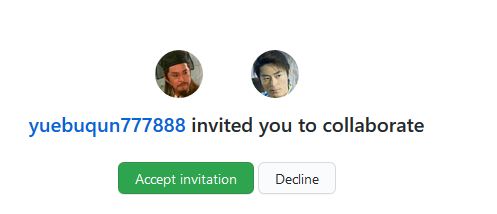 yuebuqun777888 invited you to collaborate
Accept invitation Decline